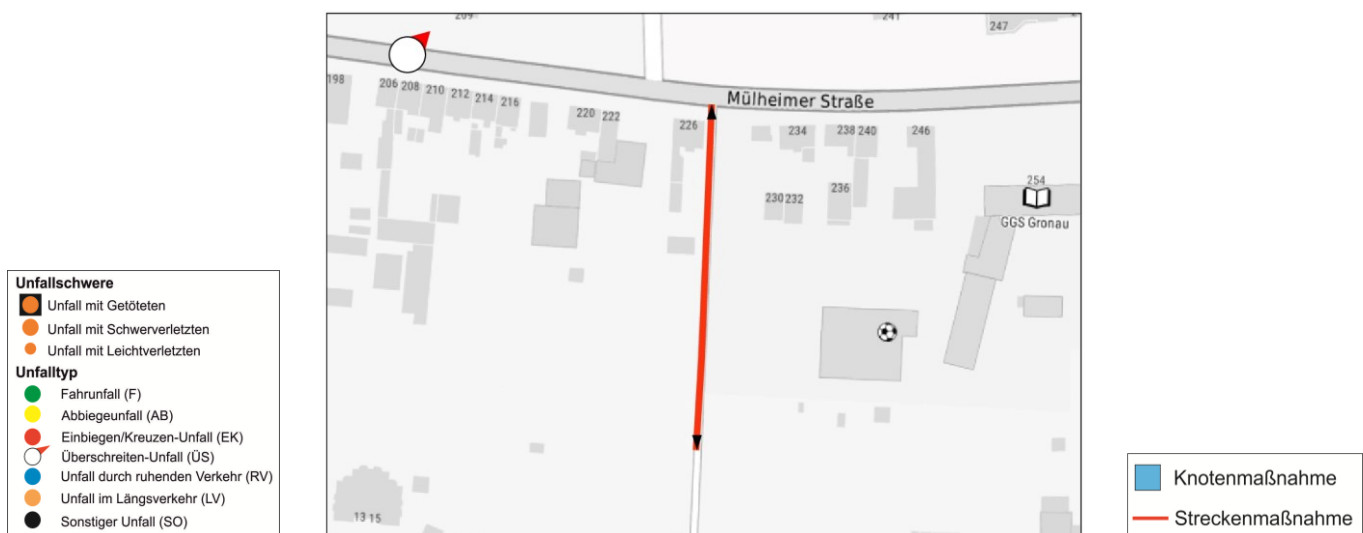 209
241
247
198
206 208 210 212 214 216
220 222
226
Mülheimer Straße
234
238 240
246
230 232
236
254
GGS Gronau
13 15
Unfallschwere
Unfall mit Getöteten
Unfall mit Schwerverletzten
Unfall mit Leichtverletzten
Unfalltyp
Fahrunfall (F)
Abbiegeunfall (AB)
Einbiegen/Kreuzen-Unfall (EK)
Überschreiten-Unfall (ÜS)
Unfall durch ruhenden Verkehr (RV)
Unfall im Längsverkehr (LV)
Sonstiger Unfall (SO)
Knotenmaßnahme
Streckenmaßnahme